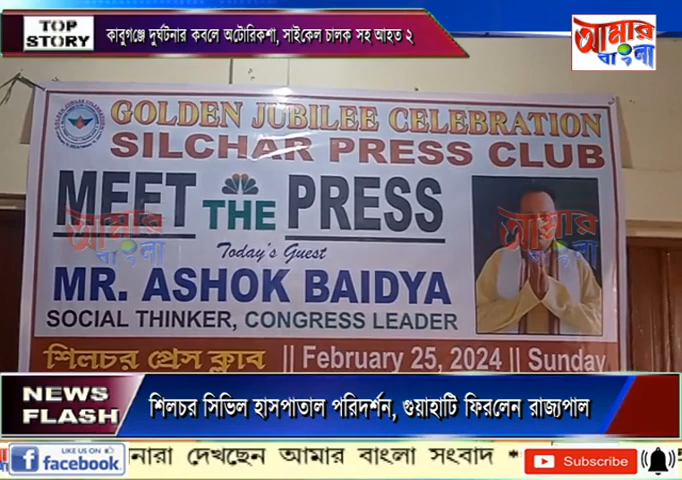 TOP STORY
কাবুগঞ্জে দুর্ঘটনার কবলে অটোরিকশা, সাইকেল চালক সহ আহত ২
আমার বাংলা
GOLDEN JUBILEE CELEBRATION
SILCHAR PRESS CLUB
MEET THE PRESS
আমার বাংলা
আমার বাংলা
Today's Guest
MR. ASHOK BAIDYA
SOCIAL THINKER, CONGRESS LEADER
শিলচর প্রেস ক্লাব || February 25, 2024 || Sunday
NEWS FLASH
শিলচর সিভিল হাসপাতাল পরিদর্শন, গুয়াহাটি ফিরলেন রাজ্যপাল
LIKE US ON
facebook
নারা দেখছেন আমার বাংলা সংবাদ *
Subscribe